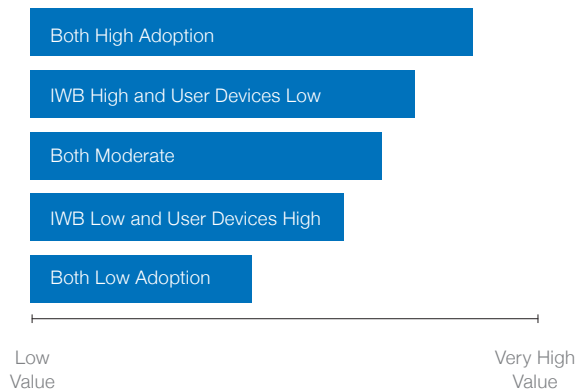 Both High Adoption
IWB High and User Devices Low
Both Moderate
IWB Low and User Devices High
Both Low Adoption
Low
Value
Very High
Value